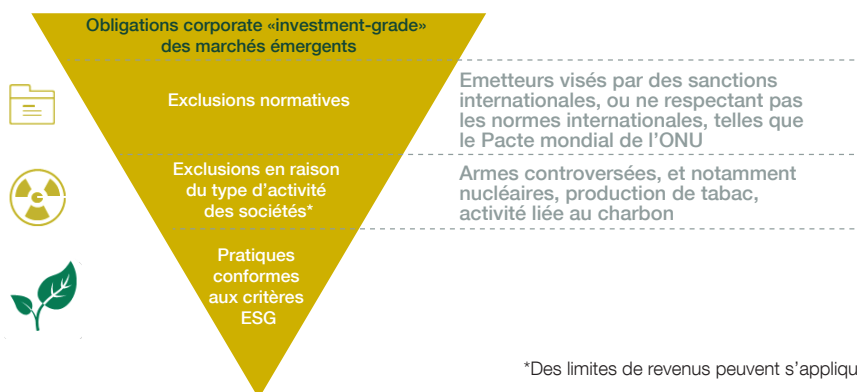 Obligations corporate «investment-grade»
des marchés émergents
Exclusions normatives
Emetteurs visés par des sanctions
internationales, ou ne respectant pas
les normes internationales, telles que
le Pacte mondial de l’ONU
Exclusions en raison
du type d’activité
des sociétés*
Armes controversées, et notamment
nucléaires, production de tabac,
activité liée au charbon
Pratiques
conformes
aux critères
ESG
*Des limites de revenus peuvent s’appliqu